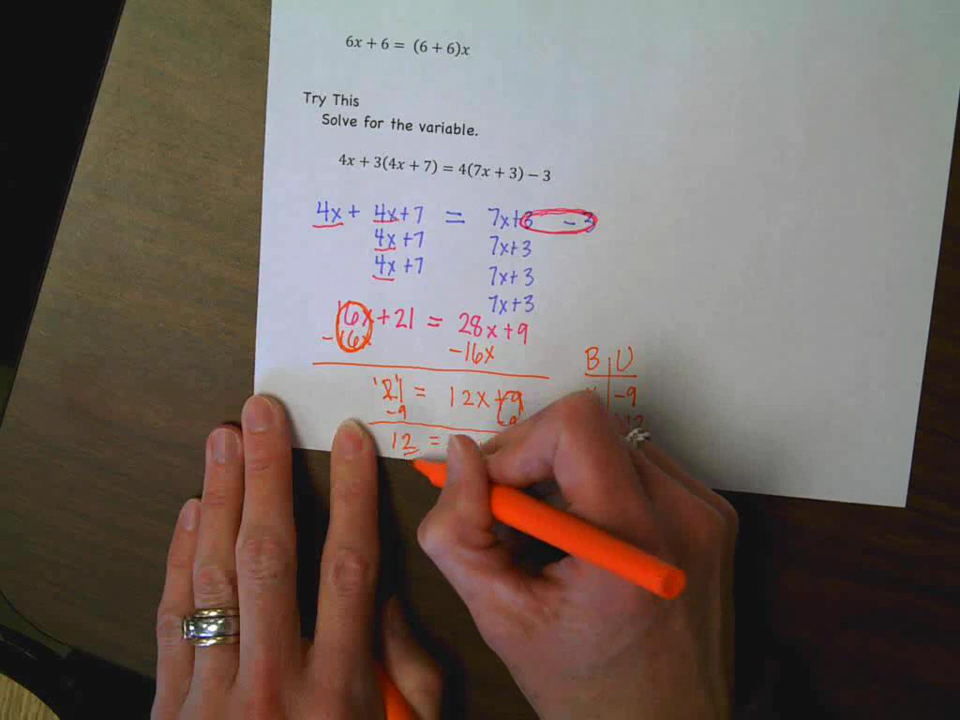 6x + 6 = (6 + 6)x
Try This
Solve for the variable.
4x + 3(4x + 7) = 4(7x + 3) − 3
4x + 4x+7 = 7x+3 - 3
4x +7 7x+3
4x +7 7x+3
7x+3
16x+21 = 28x+9
-16x -16x
21 = 12x+9
-9
12 =
B U
-9